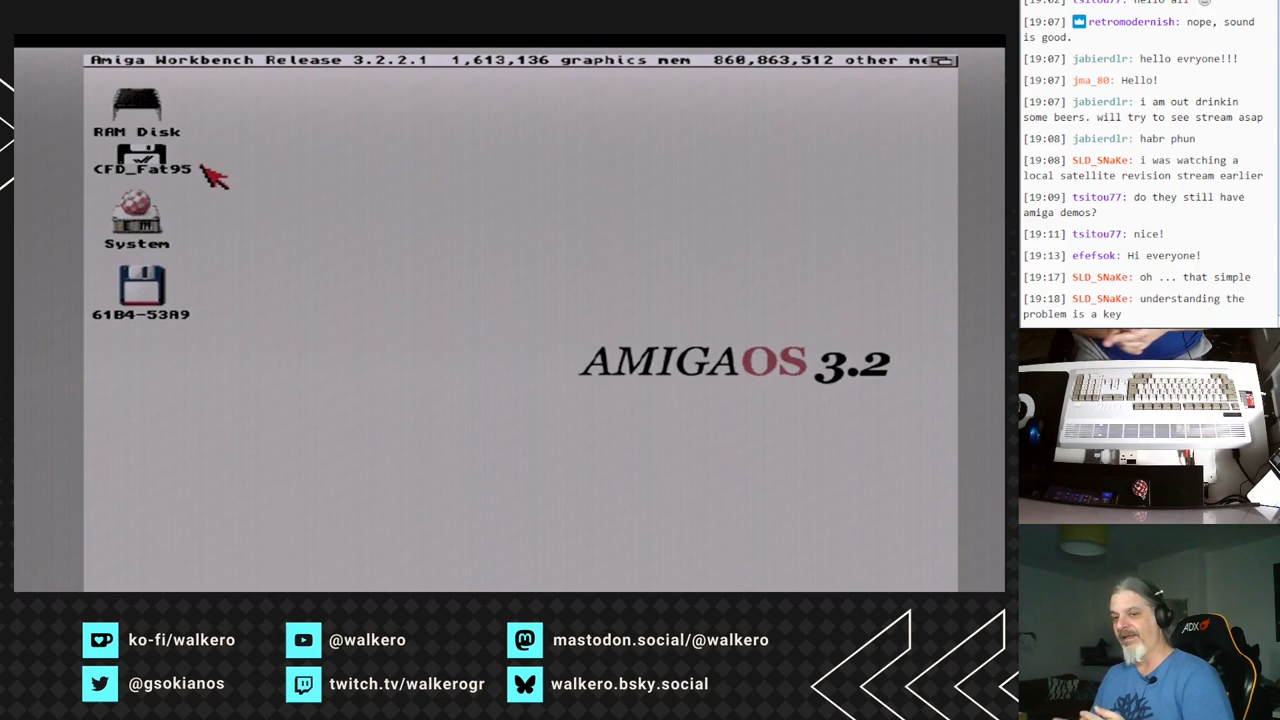 Amiga Workbench Release 3.2.2.1 1,613,136 graphics mem 860,863,512 other me
RAM Disk
CFD_Fat95
System
61B4-53A9
AMIGAOS 3.2
[19:02] tsitou77: hello all
[19:07] retromodernish: nope, sound
is good.
[19:07] jabierdlr: hello evryone!!!
[19:07] jma_80: Hello!
[19:07] jabierdlr: i am out drinkin
some beers. will try to see stream asap
[19:08] jabierdlr: habr phun
[19:08] SLD_SNaKe: i was watching a
local satellite revision stream earlier
[19:09] tsitou77: do they still have
amiga demos?
[19:11] tsitou77: nice!
[19:13] efefsok: Hi everyone!
[19:17] SLD_SNaKe: oh ... that simple
[19:18] SLD_SNaKe: understanding the
problem is a key
ADX
ko-fi/walkero
@walkero
mastodon.social/@walkero
@gsokianos
twitch.tv/walkerogr
walkero.bsky.social